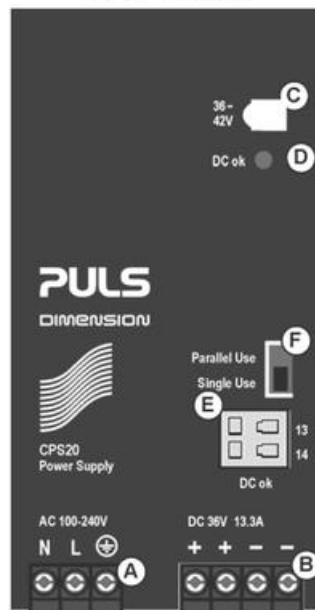 C
36-
42V
DC ok D
PULS
DIMENSION
F
Parallel Use
Single Use
E
13
14
CPS20
Power Supply
DC ok
AC 100-240V DC 36V 13.3A
N L A + + - - B